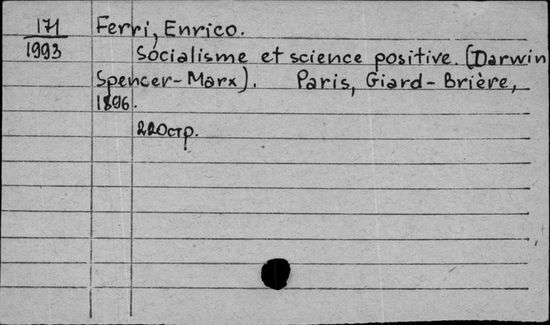 171
1993
Ferri, Enrico.
Socialisme et science positive. (Darwin
Spencer-Marx). Paris, Giard-Brière,
1896.
220стр.